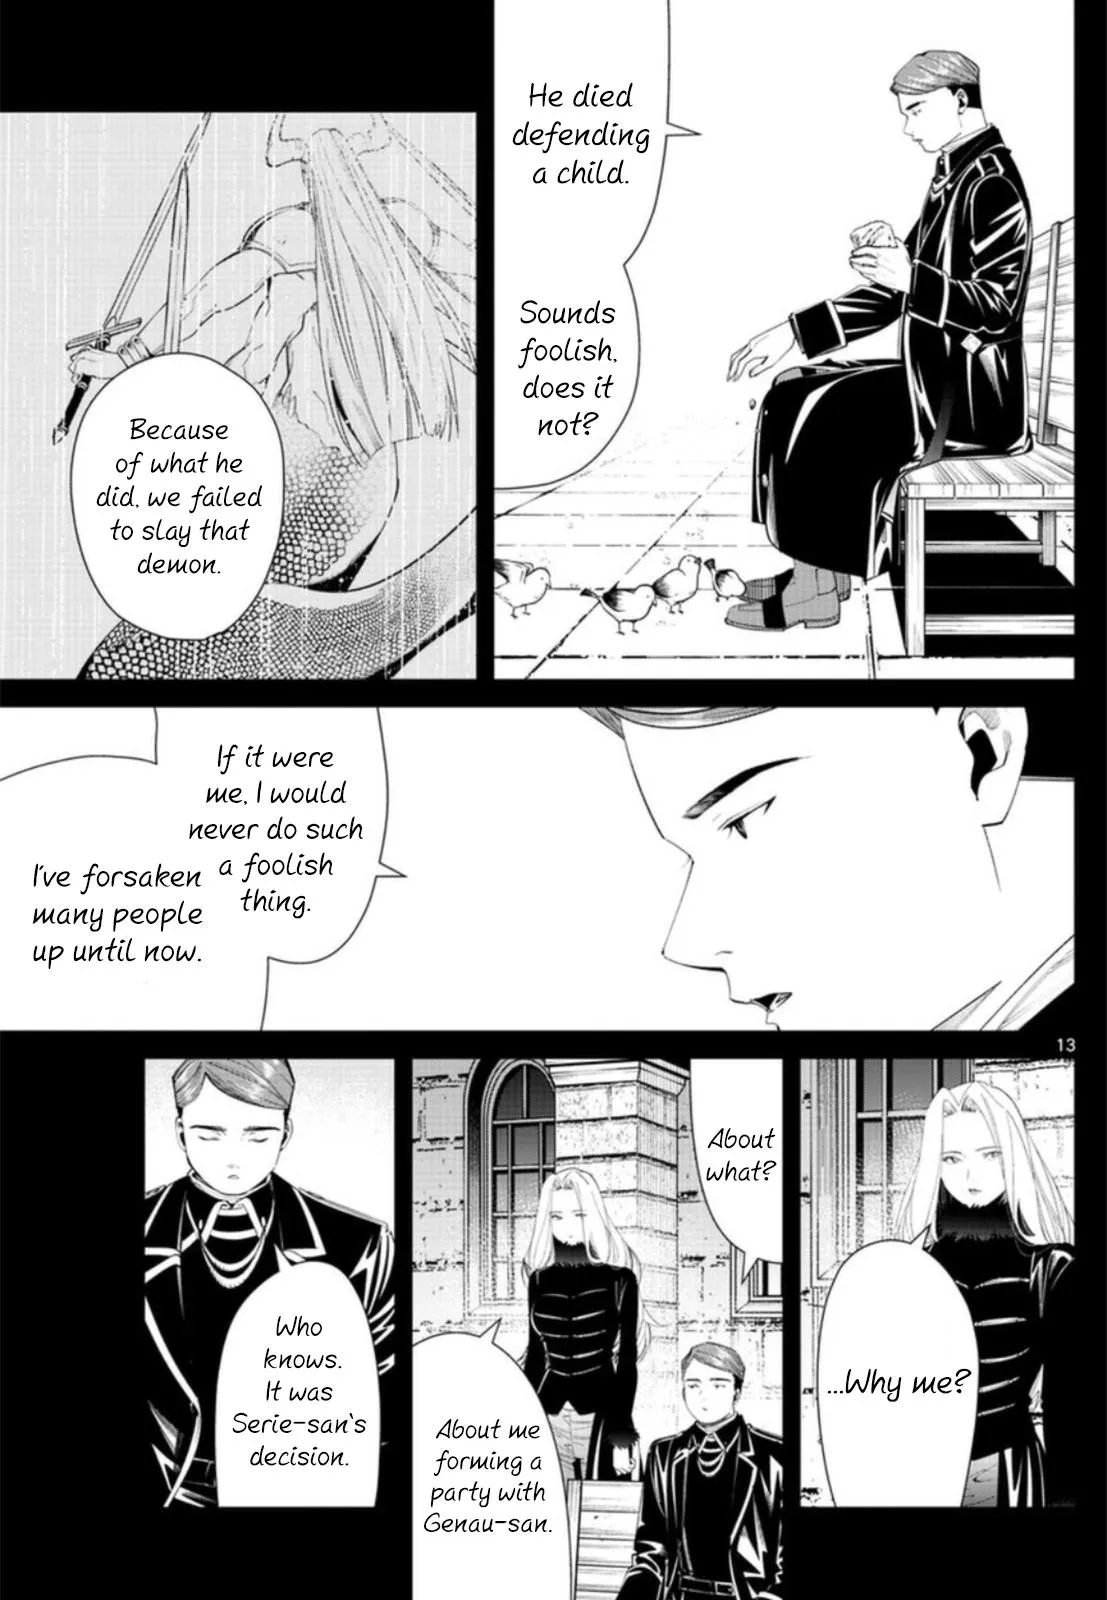 He died
defending
a child.
Sounds
foolish,
does it
not?
Because
of what he
did, we failed
to slay that
demon.
If it were
me, I would
never do such
a foolish
thing.
I've forsaken
many people
up until now.
13
...Why me?
About
what?
About me
forming a
party with
Genau-san.
Who
knows.
It was
Serie-san's
decision.